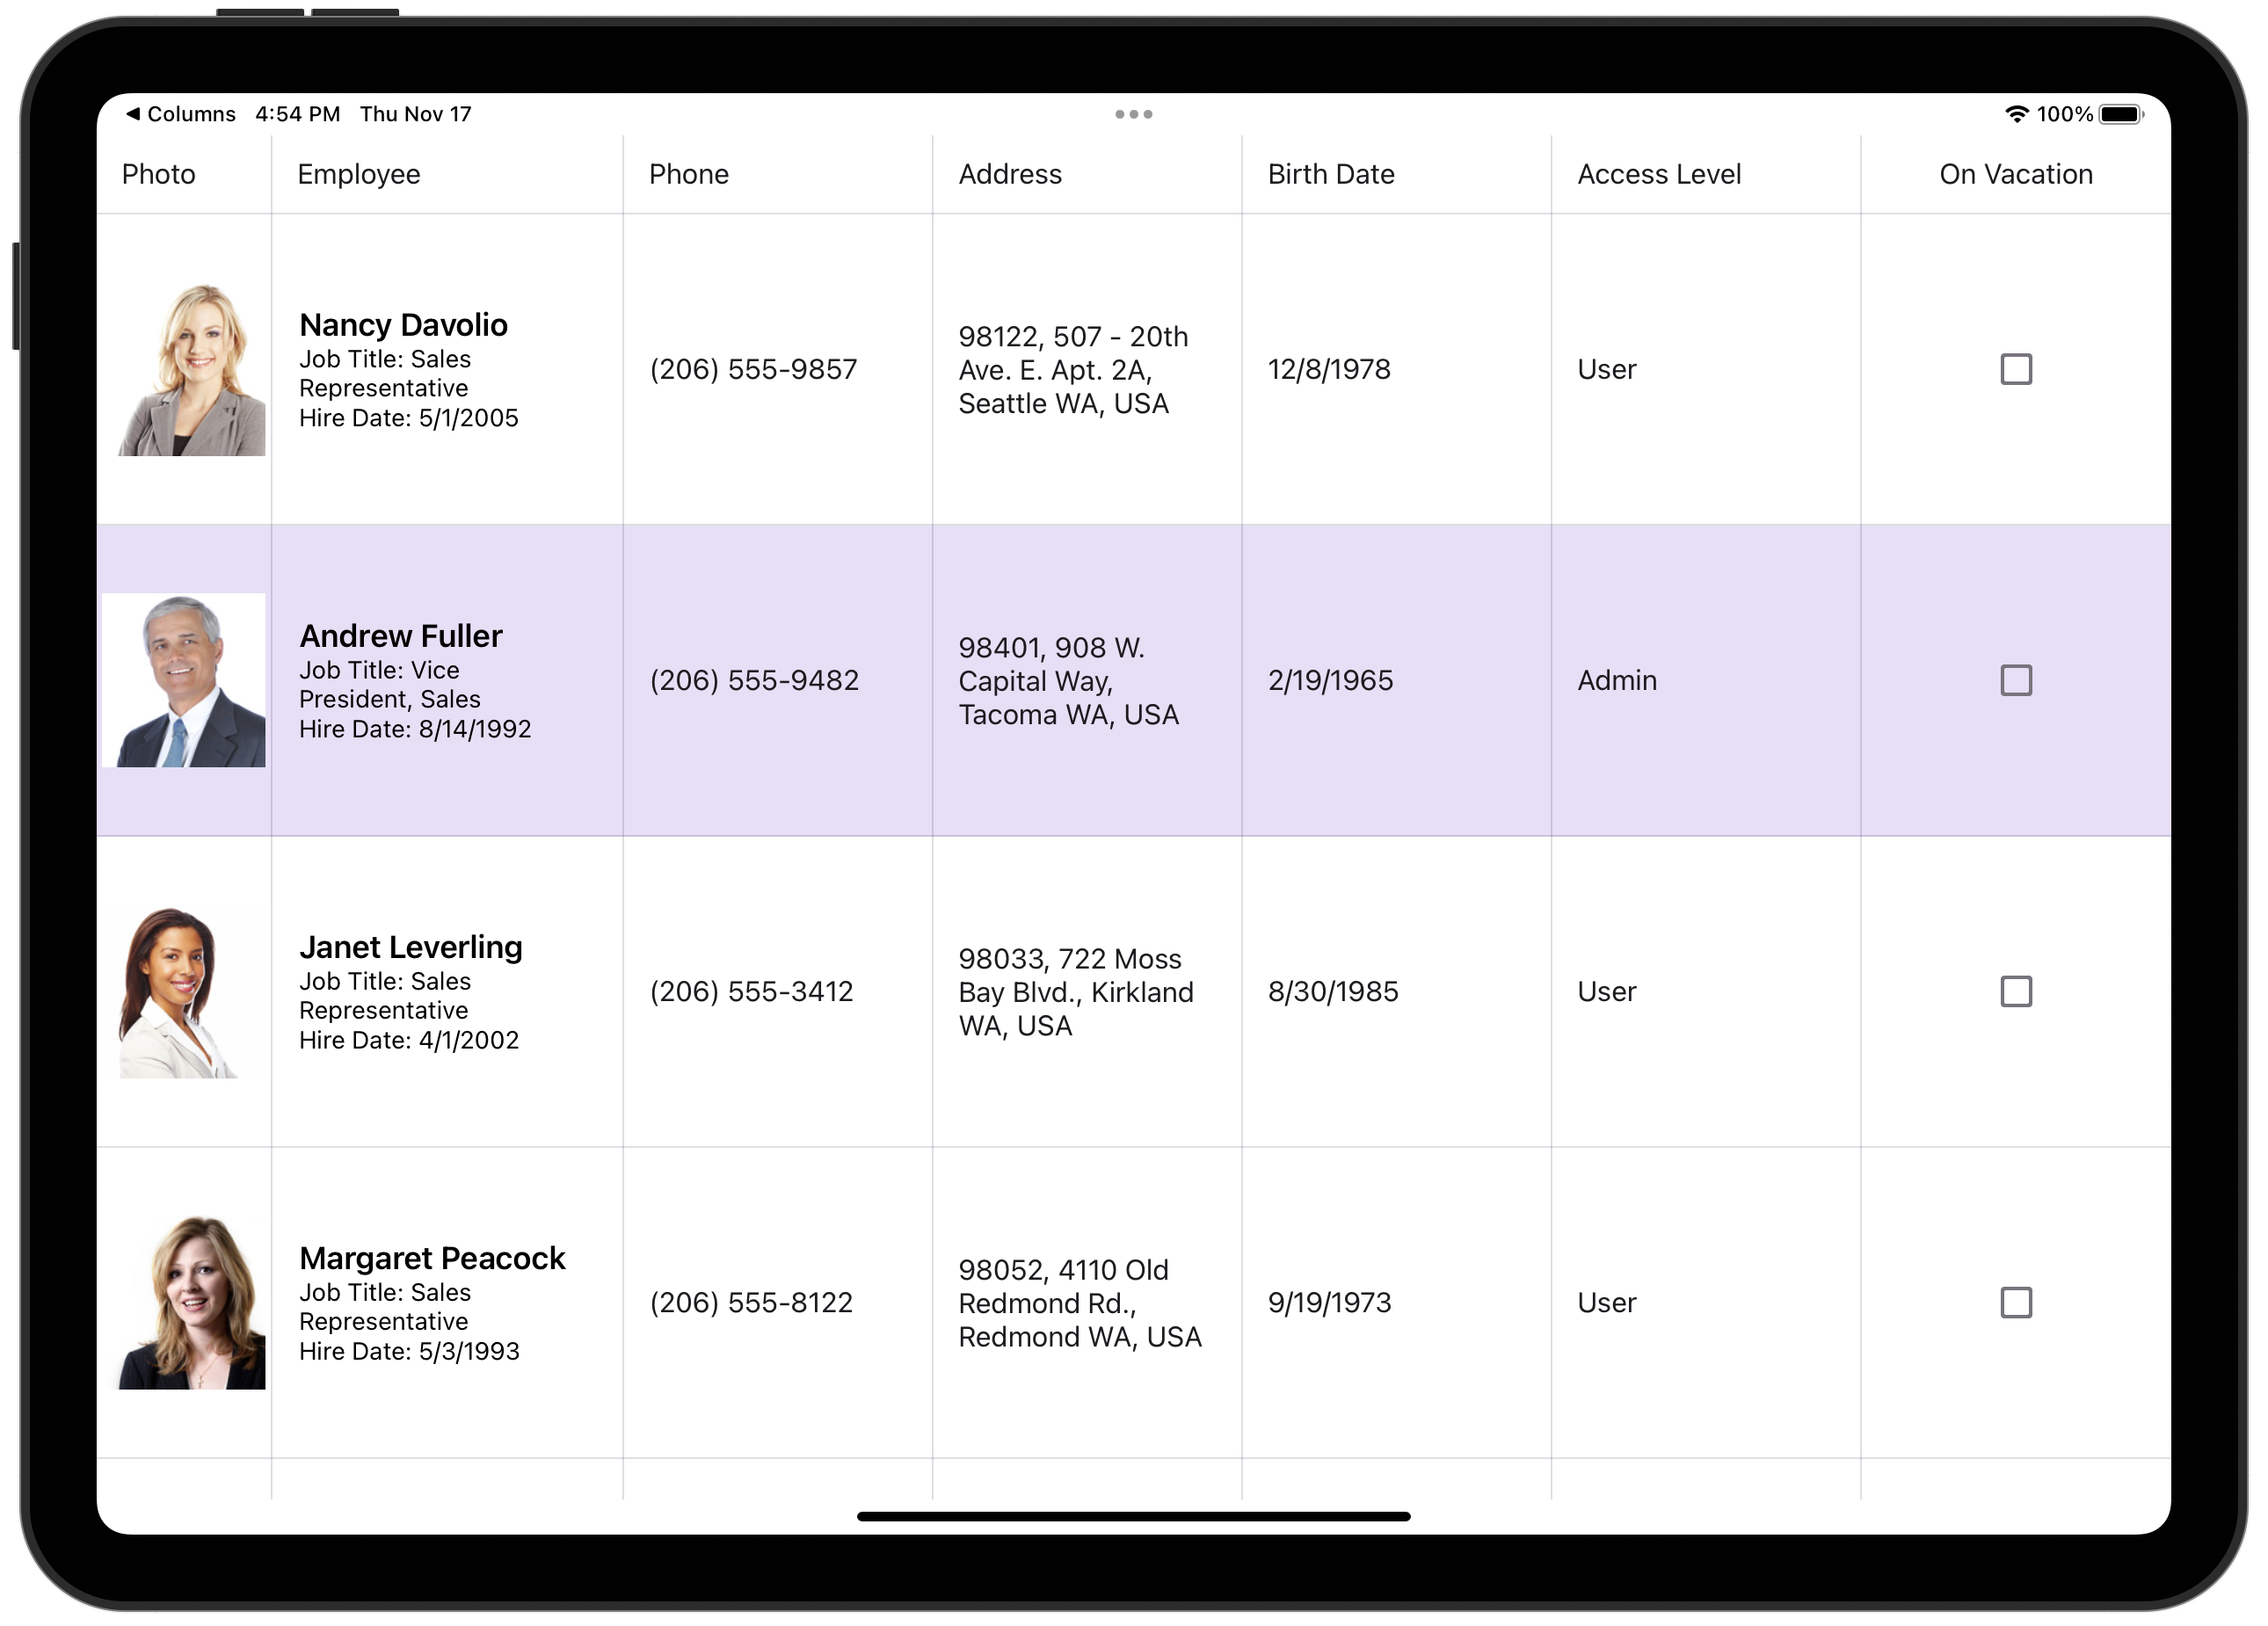 ◀ Columns 4:54 PM Thu Nov 17
100%
Photo
Employee
Phone
Address
Birth Date
Access Level
On Vacation
Nancy Davolio
Job Title: Sales
Representative
Hire Date: 5/1/2005
(206) 555-9857
98122, 507 - 20th
Ave. E. Apt. 2A,
Seattle WA, USA
12/8/1978
User
Andrew Fuller
Job Title: Vice
President, Sales
Hire Date: 8/14/1992
(206) 555-9482
98401, 908 W.
Capital Way,
Tacoma WA, USA
2/19/1965
Admin
Janet Leverling
Job Title: Sales
Representative
Hire Date: 4/1/2002
(206) 555-3412
98033, 722 Moss
Bay Blvd., Kirkland
WA, USA
8/30/1985
User
Margaret Peacock
Job Title: Sales
Representative
Hire Date: 5/3/1993
(206) 555-8122
98052, 4110 Old
Redmond Rd.,
Redmond WA, USA
9/19/1973
User